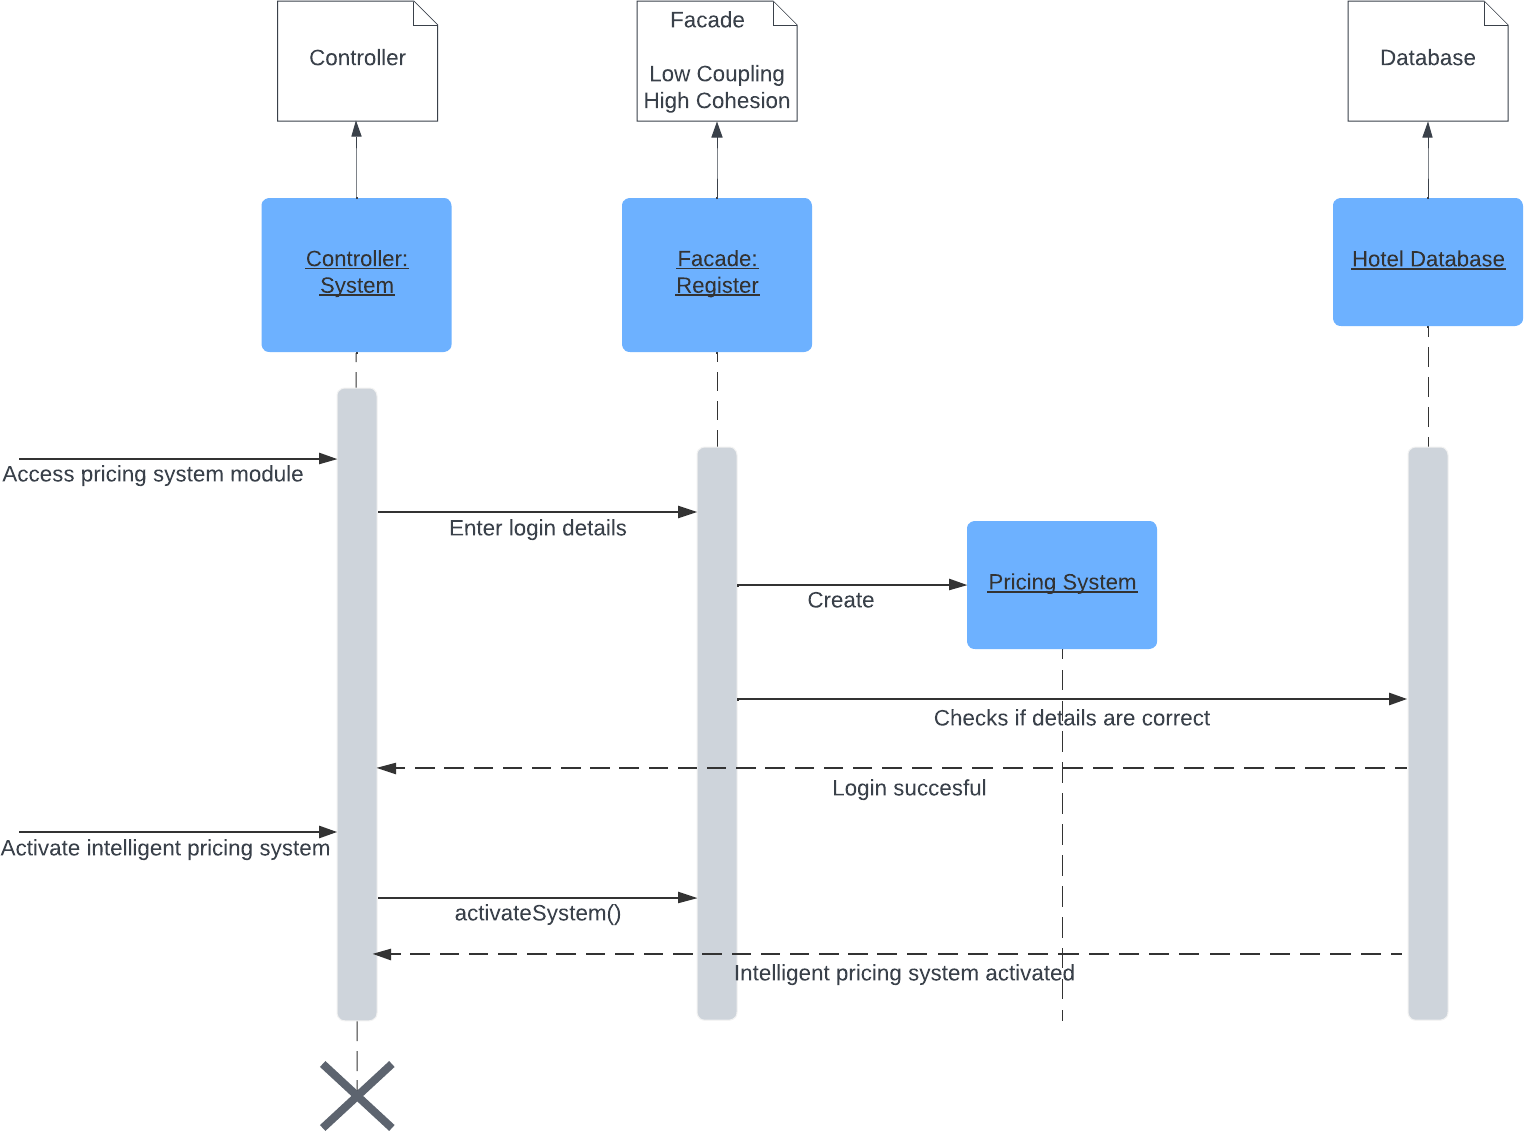 Controller
Facade
Low Coupling
High Cohesion
Database
Controller:
System
Facade:
Register
Hotel Database
Access pricing system module
Enter login details
Pricing System
Create
Checks if details are correct
Login succesful
Activate intelligent pricing system
activateSystem()
Intelligent pricing system activated